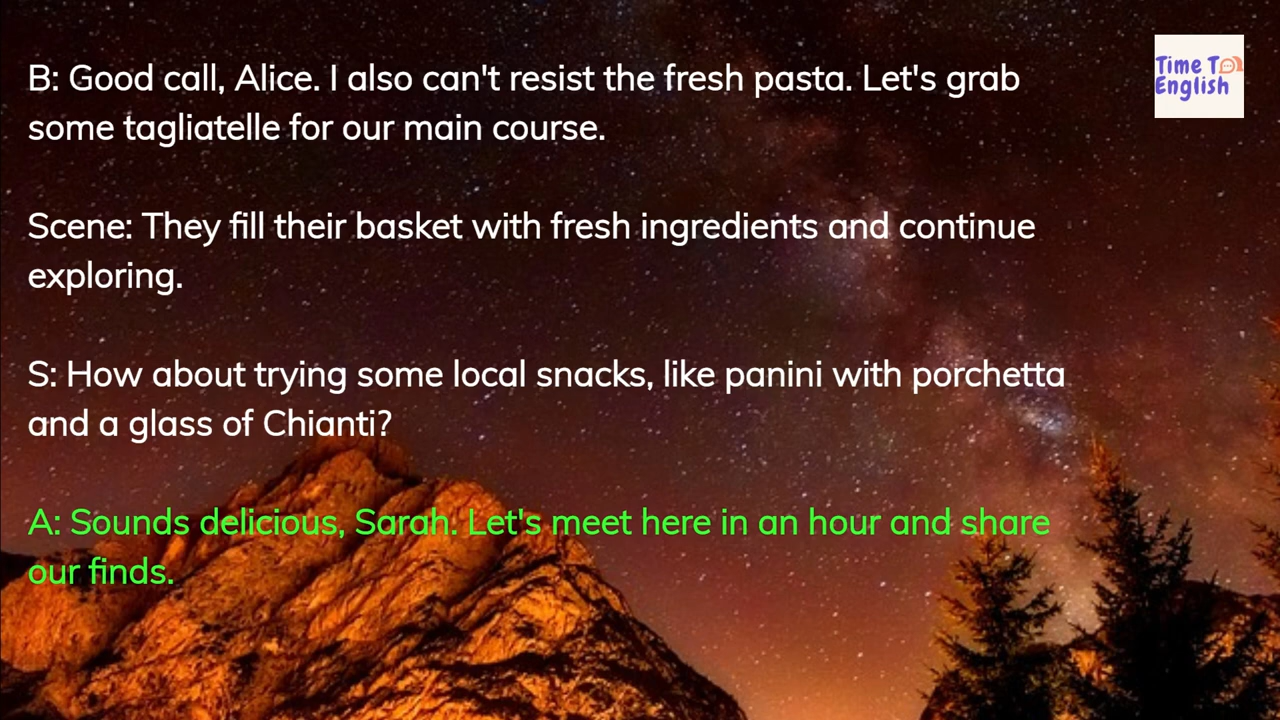 B: Good call, Alice. I also can't resist the fresh pasta. Let's grab
some tagliatelle for our main course.
Scene: They fill their basket with fresh ingredients and continue
exploring.
S: How about trying some local snacks, like panini with porchetta
and a glass of Chianti?
A: Sounds delicious, Sarah. Let's meet here in an hour and share
our finds.
Time To
English